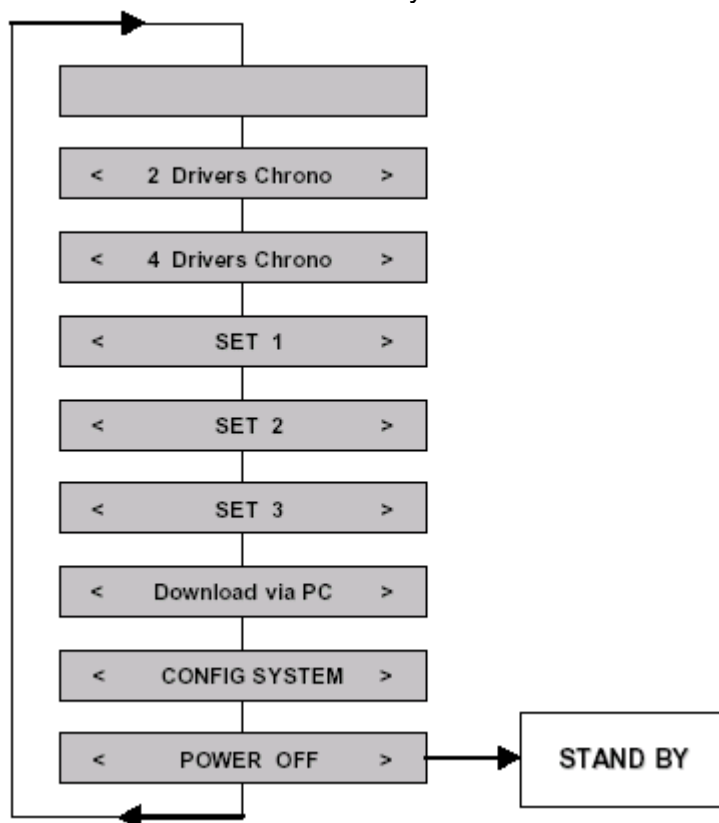 < 2 Drivers Chrono >
< 4 Drivers Chrono >
< SET 1 >
< SET 2 >
< SET 3 >
< Download via PC >
< CONFIG SYSTEM >
< POWER OFF >
STAND BY